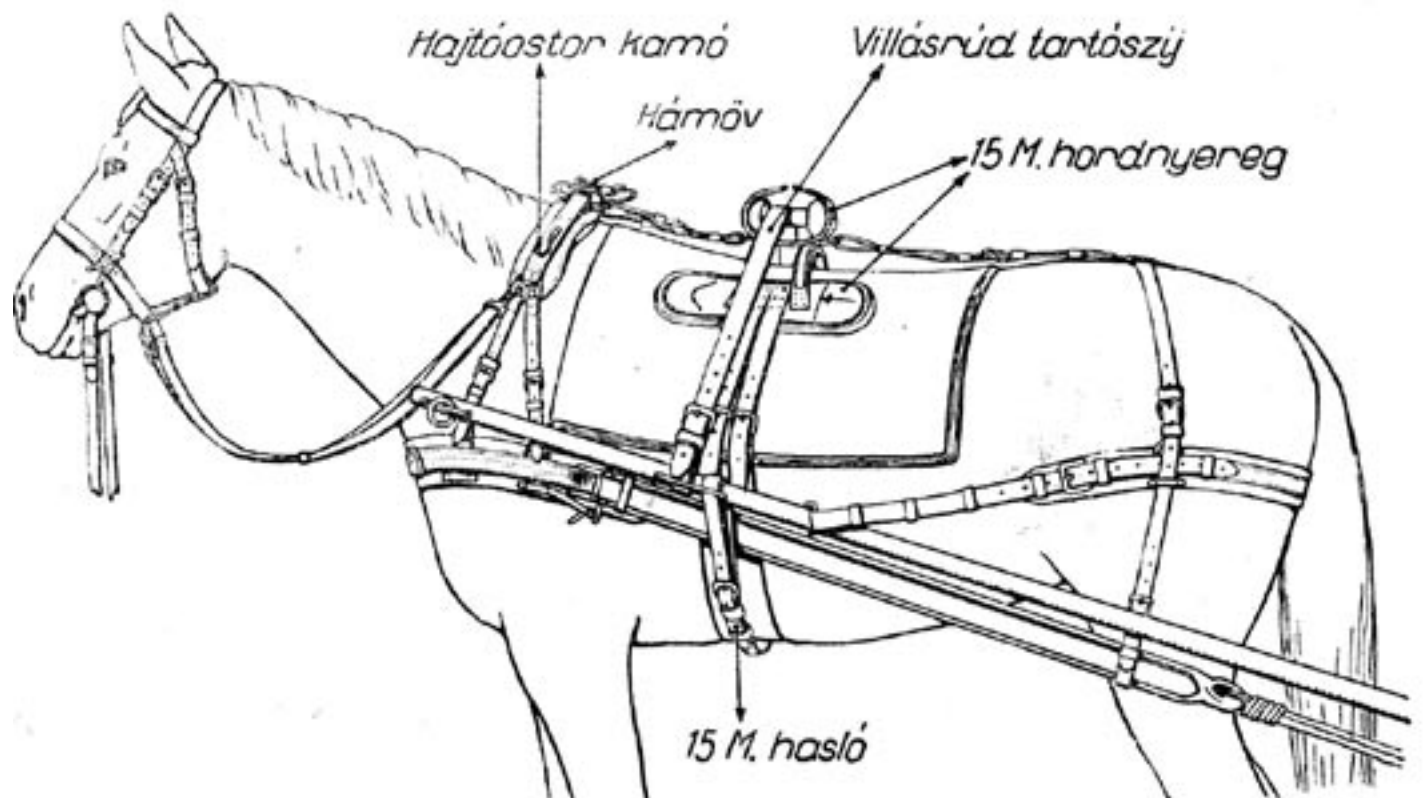 Hajtóostor kamó
Villásrúd tartószíj
Hámöv
15 M. hordnyereg
15 M. hasló